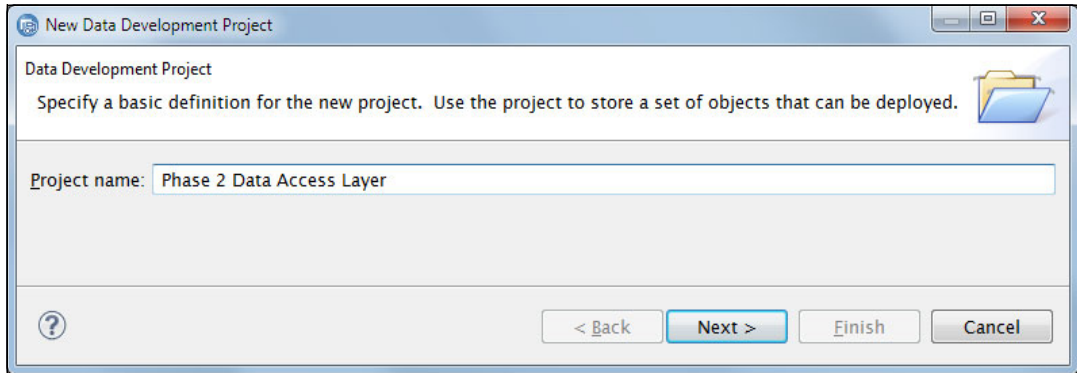 New Data Development Project
Data Development Project
Specify a basic definition for the new project. Use the project to store a set of objects that can be deployed.
Project name: Phase 2 Data Access Layer
? < Back Next > Finish Cancel